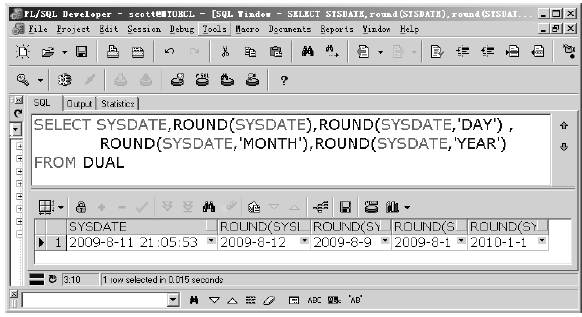 PL/SQL Developer - scott@MYORCL - [SQL Window - SELECT SYSDATE,round(SYSDATE),round(SYSDAT...
File Project Edit Session Debug Tools Macro Documents Reports Window Help
SQL Output Statistics
SELECT SYSDATE,ROUND(SYSDATE),ROUND(SYSDATE,'DAY') ,
ROUND(SYSDATE,'MONTH'),ROUND(SYSDATE,'YEAR')
FROM DUAL
SYSDATE ROUND(SYSL ROUND(SY ROUND(S ROUND(SY
1 2009-8-11 21:05:53 2009-8-12 2009-8-9 2009-8-1 2010-1-1
3:10 1 row selected in 0.015 seconds
ABC "AB"